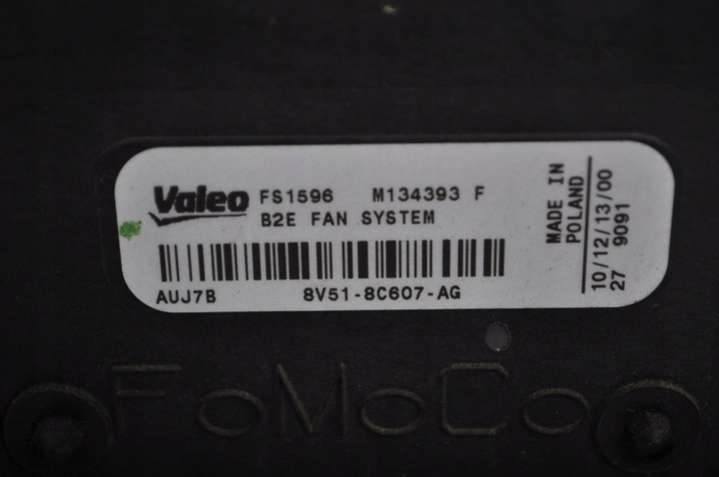 Valeo FS1596 M134393 F
B2E FAN SYSTEM
AUJ7B 8V51-8C607-AG
MADE IN
POLAND
10/12/13/00
27 9091
FoMoCo